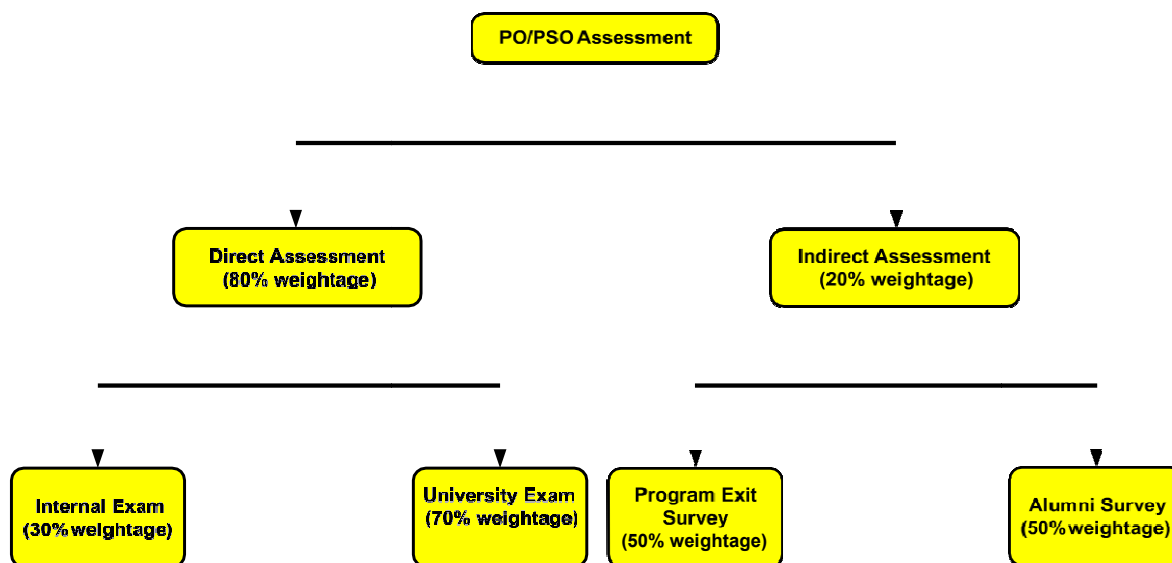 PO/PSO Assessment
Direct Assessment
(80% weightage)
Indirect Assessment
(20% weightage)
Internal Exam
(30%weightage)
University Exam
(70% weightage)
Program Exit
Survey
(50% weightage)
Alumni Survey
(50%weightage)